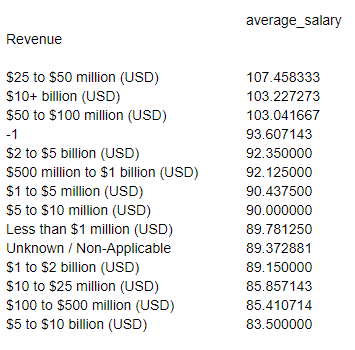 average_salary
Revenue
$25 to $50 million (USD) 107.458333
$10+ billion (USD) 103.227273
$50 to $100 million (USD) 103.041667
-1 93.607143
$2 to $5 billion (USD) 92.350000
$500 million to $1 billion (USD) 92.125000
$1 to $5 million (USD) 90.437500
$5 to $10 million (USD) 90.000000
Less than $1 million (USD) 89.781250
Unknown / Non-Applicable 89.372881
$1 to $2 billion (USD) 89.150000
$10 to $25 million (USD) 85.857143
$100 to $500 million (USD) 85.410714
$5 to $10 billion (USD) 83.500000